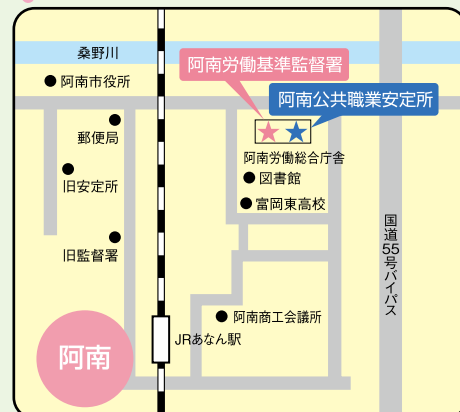 桑野川
阿南労働基準監督署
阿南市役所
阿南公共職業安定所
郵便局
阿南労働総合庁舎
旧安定所
図書館
富岡東高校
旧監督署
国道55号バイパス
阿南商工会議所
JRあなん駅
阿南